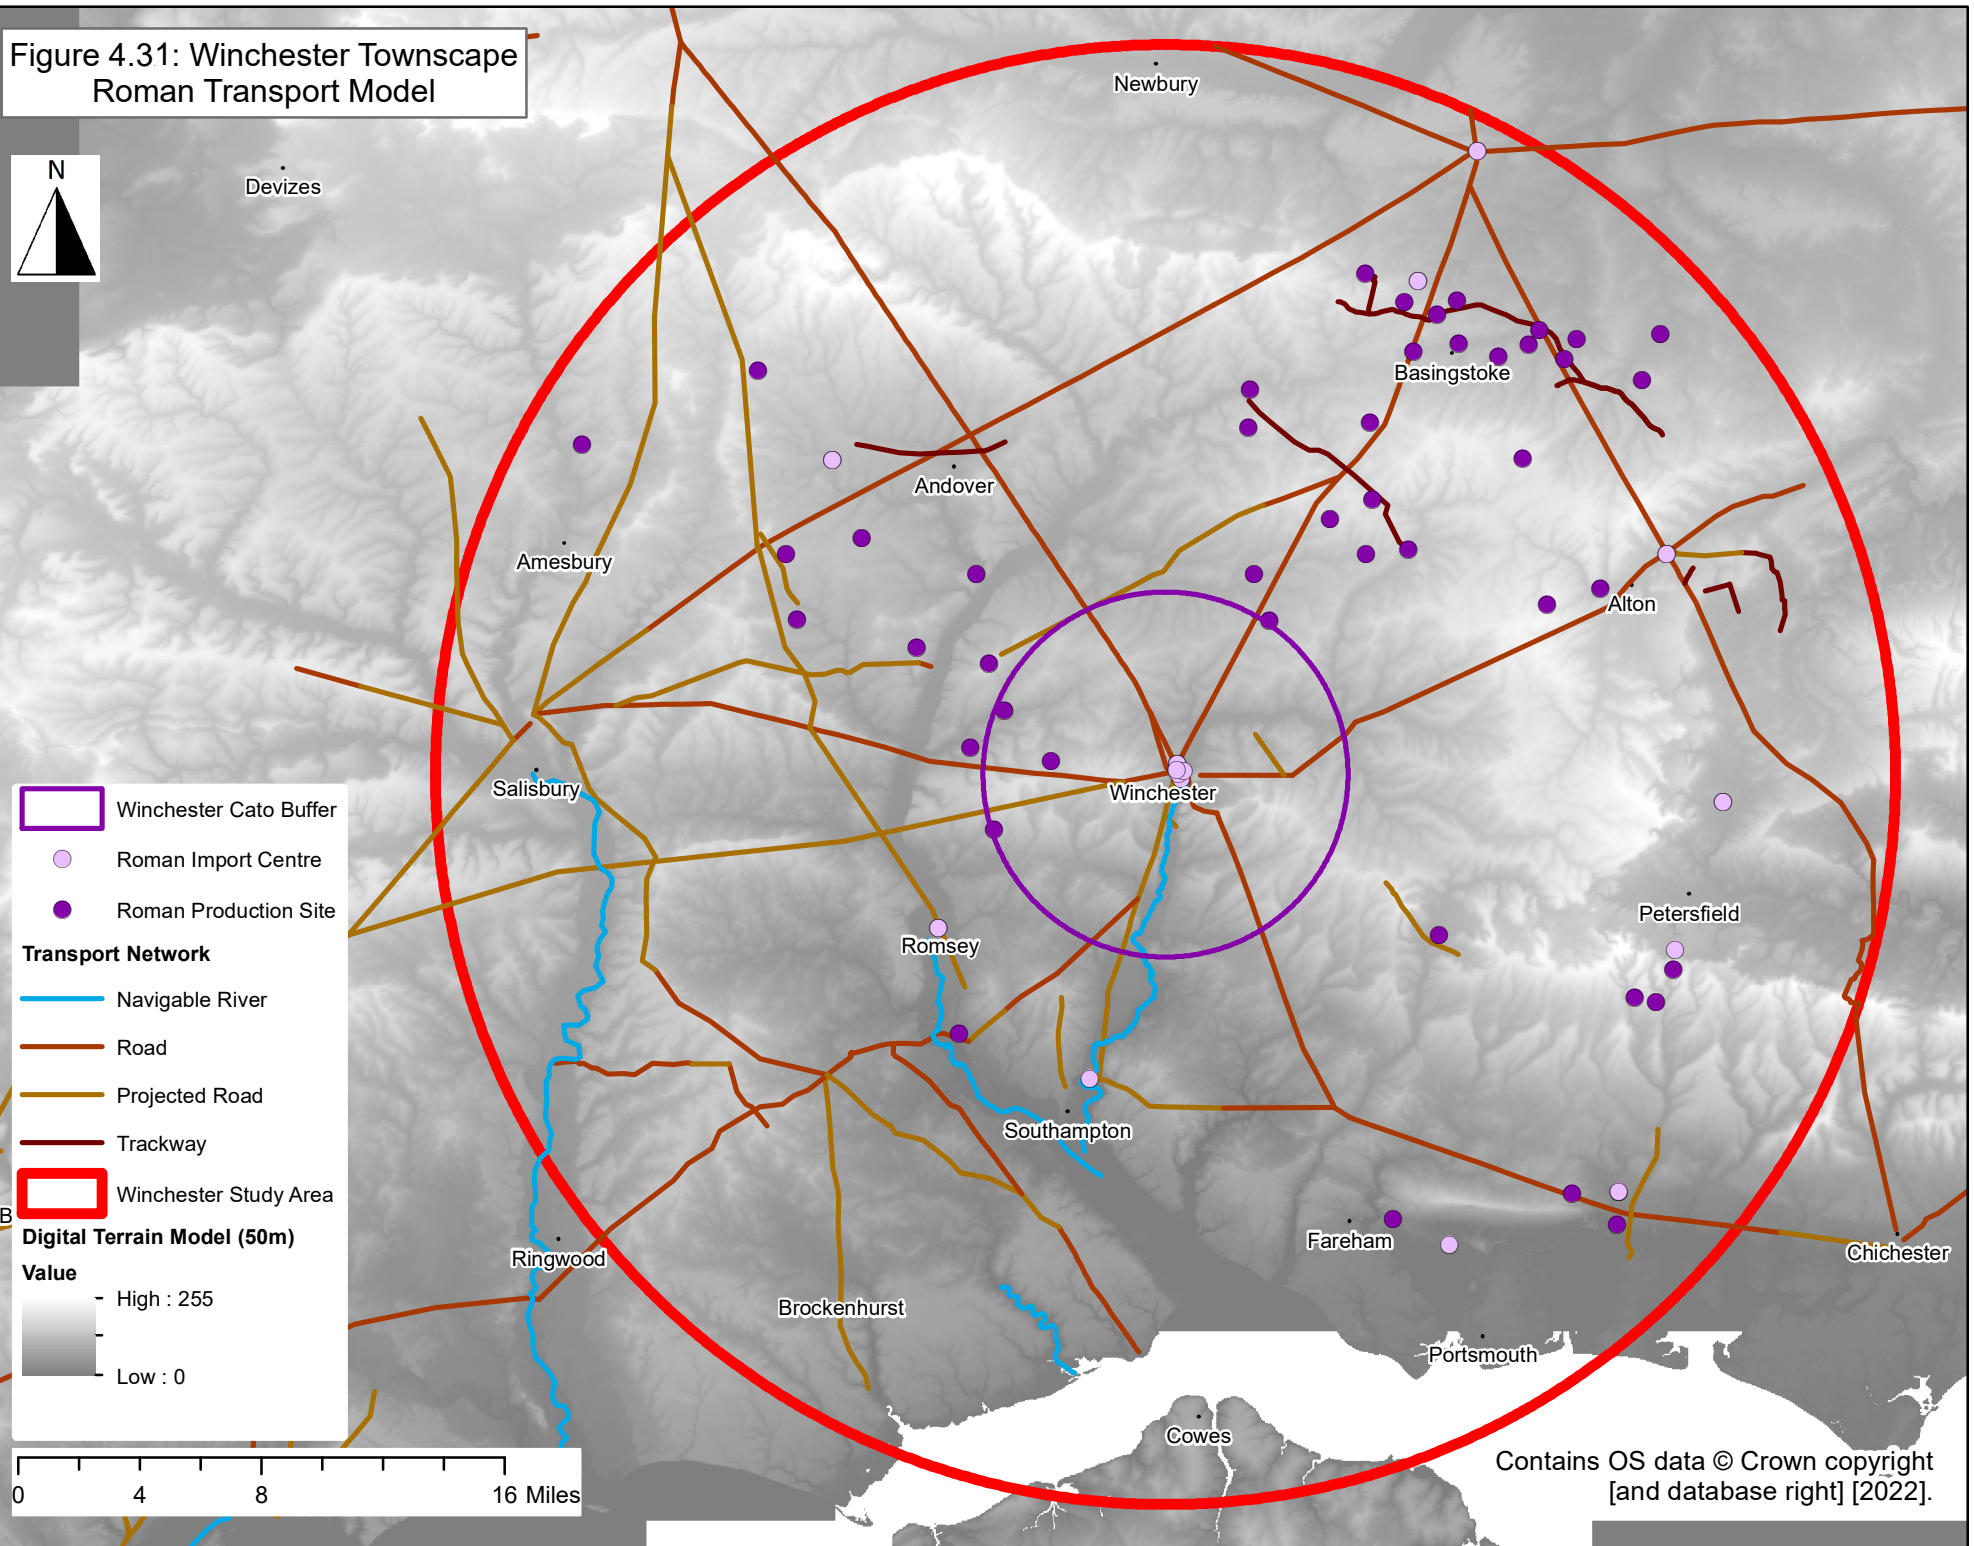 Figure 4.31: Winchester Townscape
Roman Transport Model
N
Newbury
Devizes
Basingstoke
Andover
Amesbury
Alton
Salisbury
Winchester
Petersfield
Romsey
Southampton
Fareham
Chichester
Ringwood
Brockenhurst
Portsmouth
Cowes
B
Winchester Cato Buffer
Roman Import Centre
Roman Production Site
Transport Network
Navigable River
Road
Projected Road
Trackway
Winchester Study Area
Digital Terrain Model (50m)
Value
High : 255
Low : 0
0 4 8 16 Miles
Contains OS data © Crown copyright
[and database right] [2022].